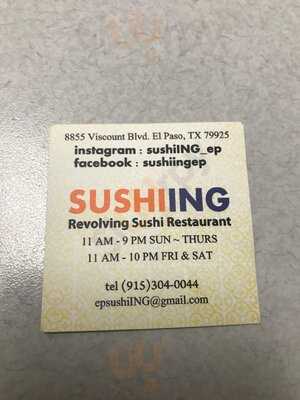 8855 Viscount Blvd. El Paso, TX 79925
instagram : sushiING_ep
facebook : sushiingep
SUSHIING
Revolving Sushi Restaurant
11 AM - 9 PM SUN ~ THURS
11 AM - 10 PM FRI & SAT
tel (915)304-0044
epsushiING@gmail.com